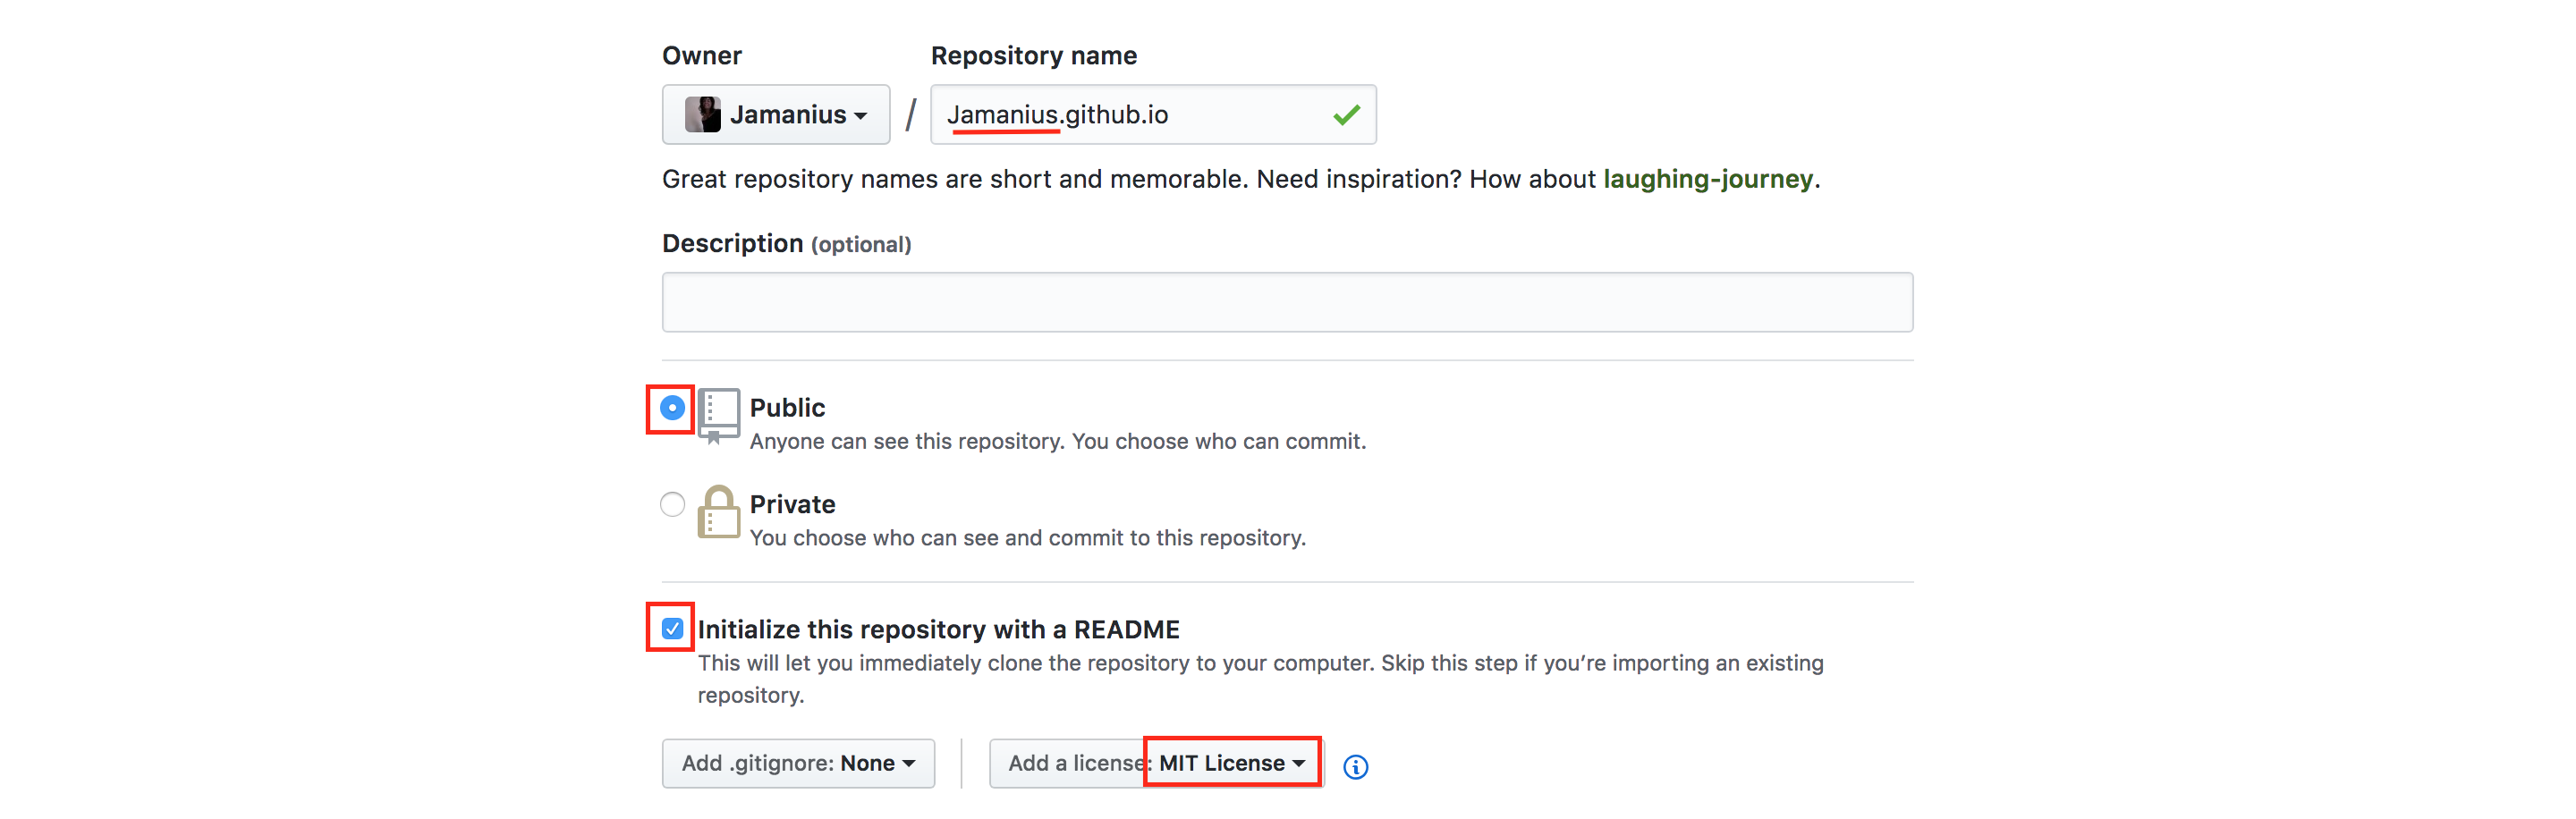 Owner Repository name
Jamanius / Jamanius.github.io
Great repository names are short and memorable. Need inspiration? How about laughing-journey.
Description (optional)
Public
Anyone can see this repository. You choose who can commit.
Private
You choose who can see and commit to this repository.
Initialize this repository with a README
This will let you immediately clone the repository to your computer. Skip this step if you’re importing an existing
repository.
Add .gitignore: None Add a license: MIT License